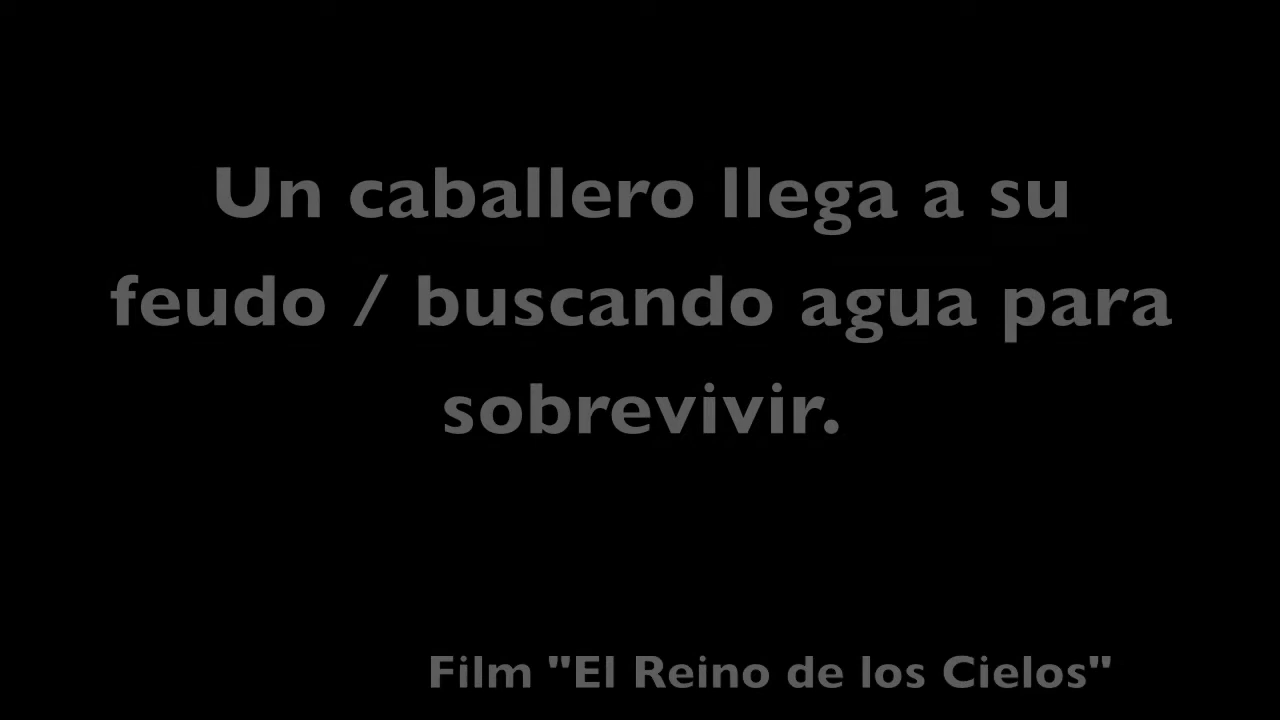 Un caballero llega a su
feudo / buscando agua para
sobrevivir.
Film "El Reino de los Cielos"